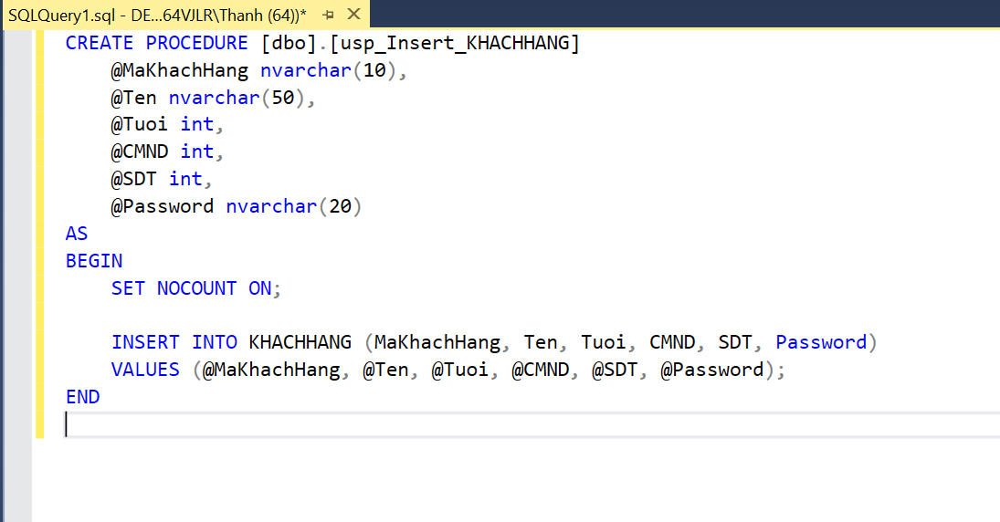 SQLQuery1.sql - DE...64VJLR\Thanh (64))*
CREATE PROCEDURE [dbo].[usp_Insert_KHACHHANG]
    @MaKhachHang nvarchar(10),
    @Ten nvarchar(50),
    @Tuoi int,
    @CMND int,
    @SDT int,
    @Password nvarchar(20)
AS
BEGIN
    SET NOCOUNT ON;
    INSERT INTO KHACHHANG (MaKhachHang, Ten, Tuoi, CMND, SDT, Password)
    VALUES (@MaKhachHang, @Ten, @Tuoi, @CMND, @SDT, @Password);
END